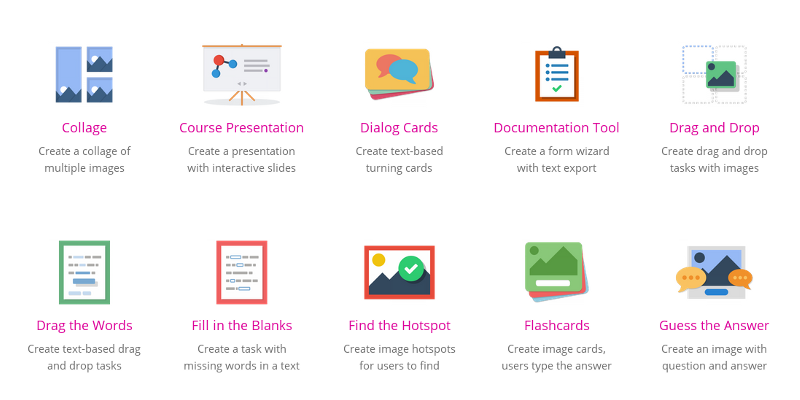 Collage
Course Presentation
Dialog Cards
Documentation Tool
Drag and Drop
Create a collage of
multiple images
Create a presentation
with interactive slides
Create text-based
turning cards
Create a form wizard
with text export
Create drag and drop
tasks with images
Drag the Words
Fill in the Blanks
Find the Hotspot
Flashcards
Guess the Answer
Create text-based drag
and drop tasks
Create a task with
missing words in a text
Create image hotspots
for users to find
Create image cards,
users type the answer
Create an image with
question and answer